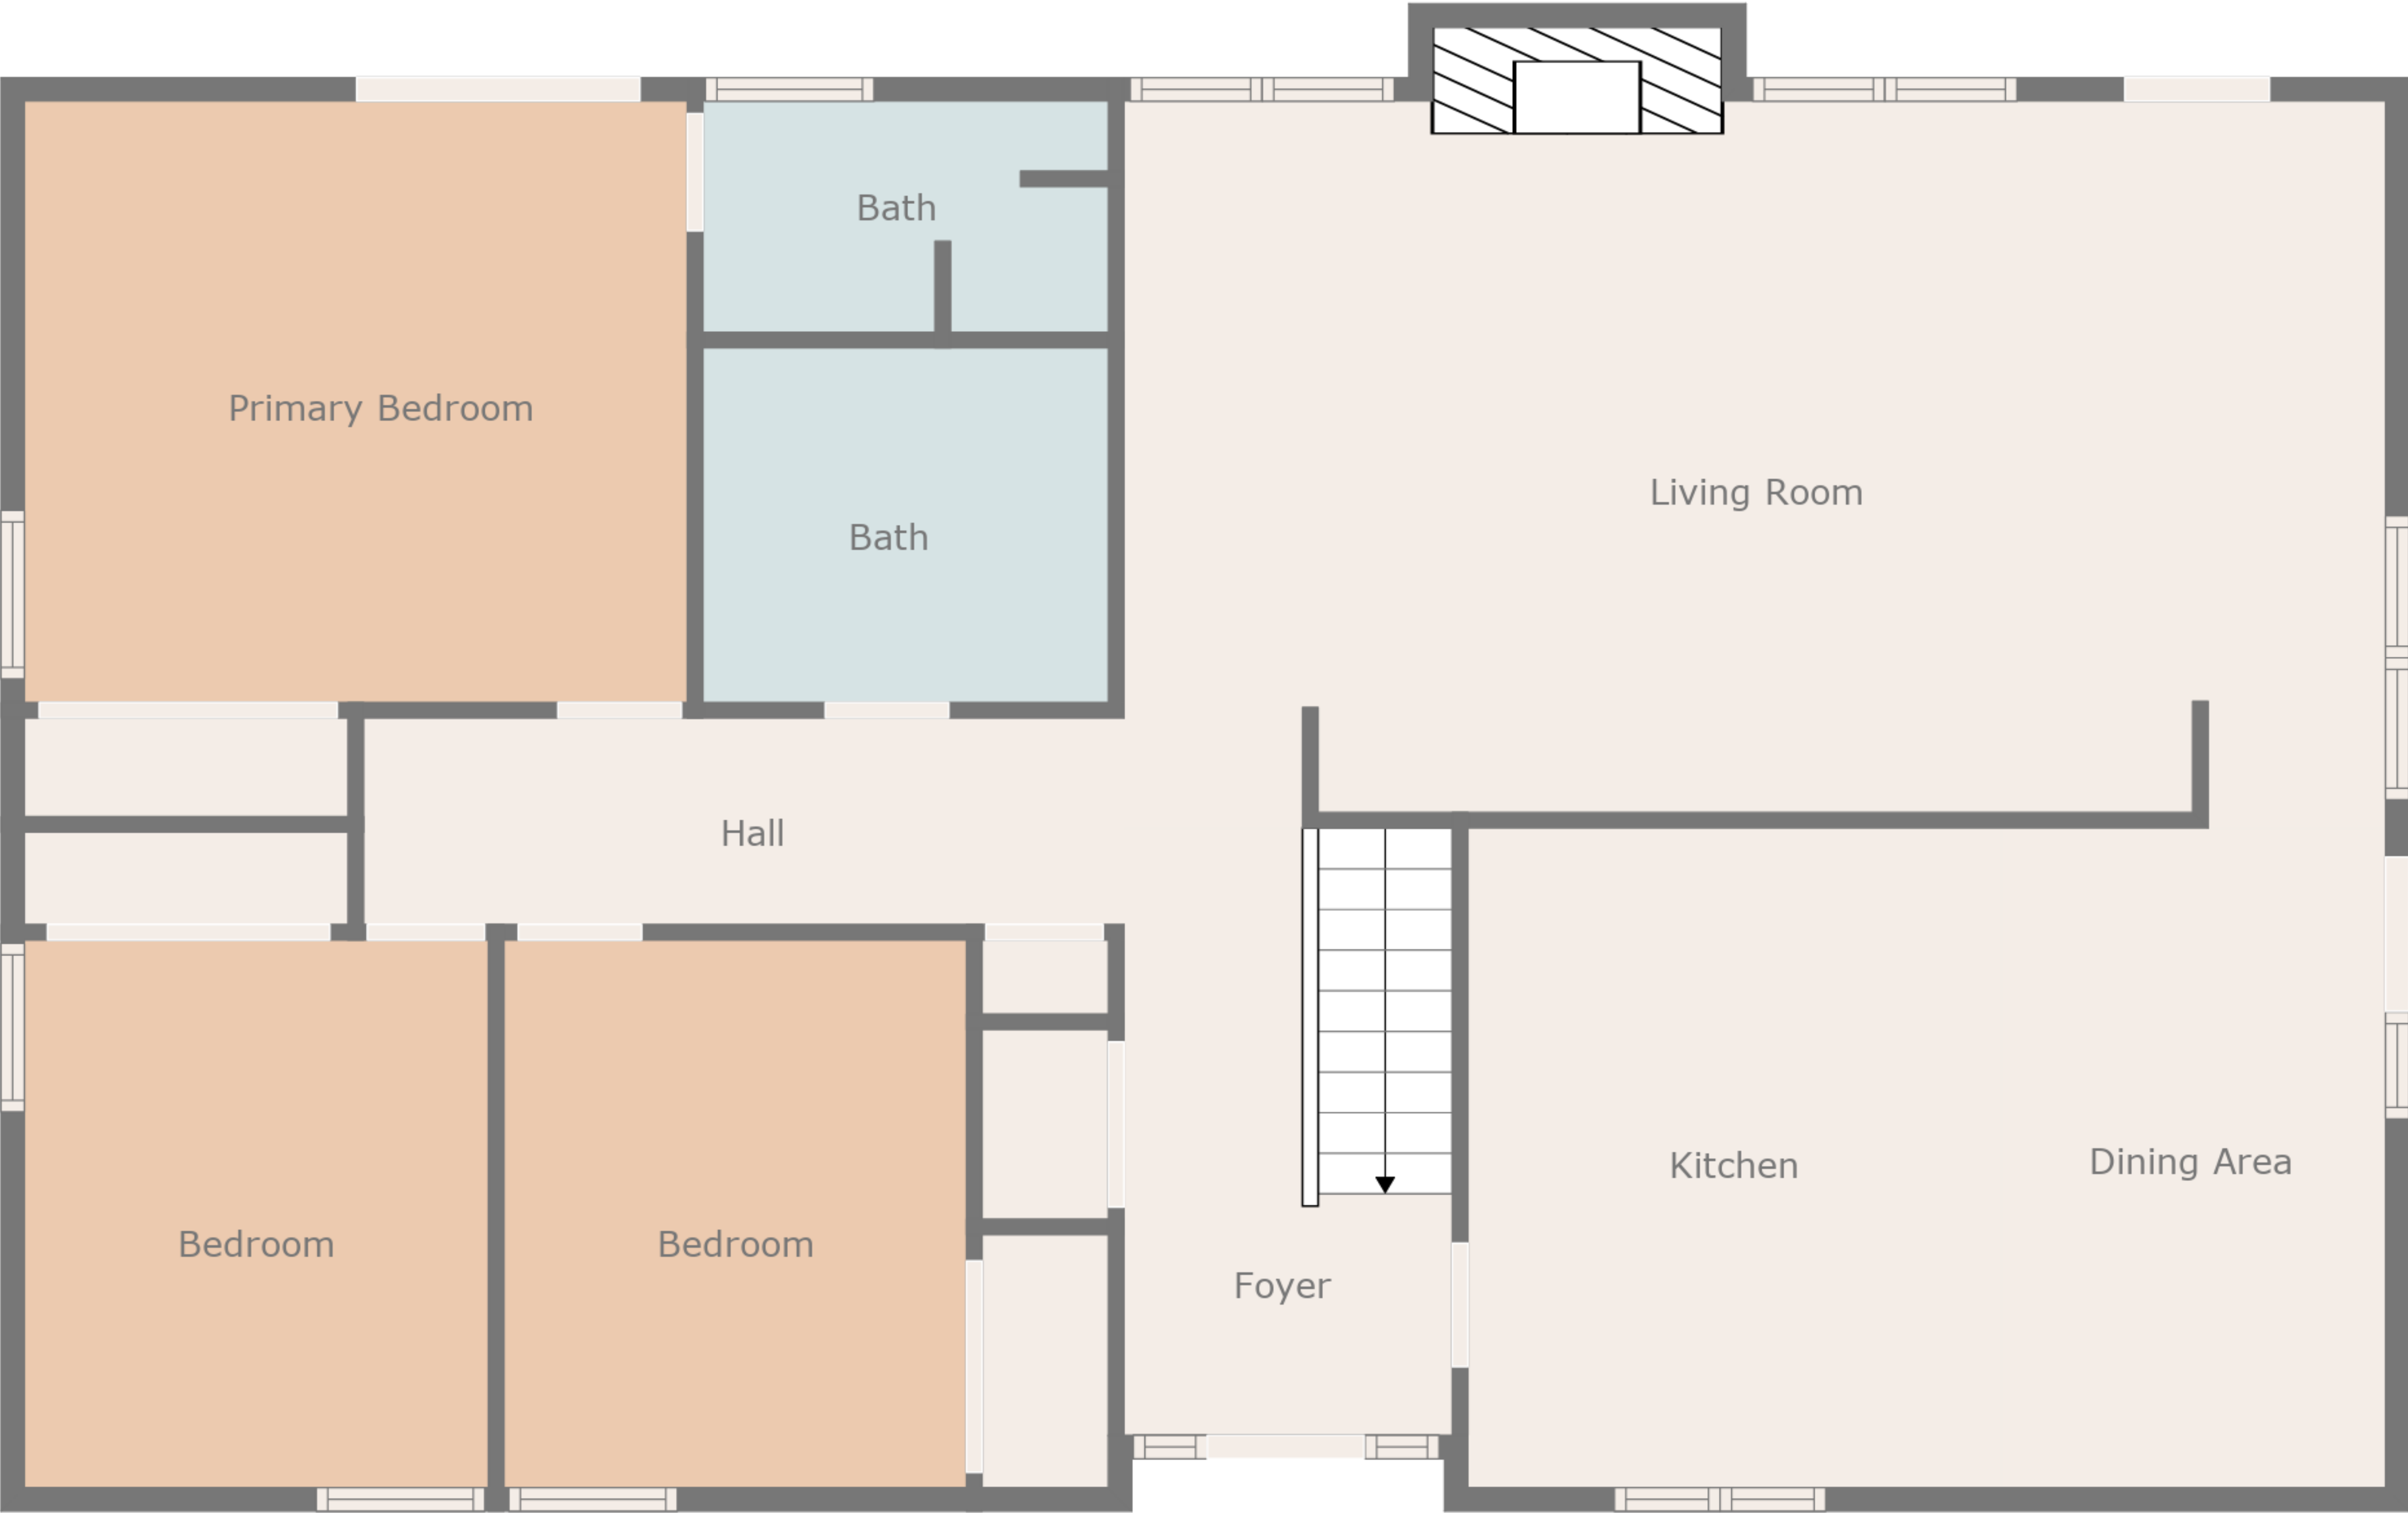 Bath
Primary Bedroom
Living Room
Bath
Hall
Kitchen
Dining Area
Bedroom
Bedroom
Foyer